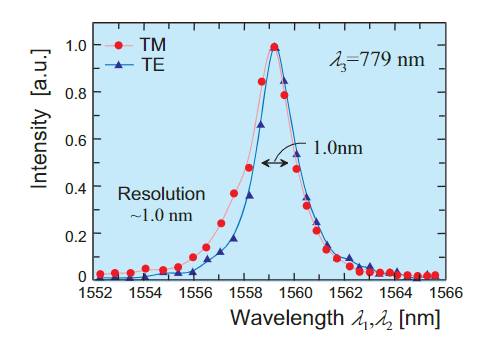 1.0
TM
TE
λ3=779 nm
0.8
0.6
1.0nm
0.4
Resolution
~1.0 nm
0.2
0
Intensity [a.u.]
1552 1554 1556 1558 1560 1562 1564 1566
Wavelength λ1,λ2 [nm]